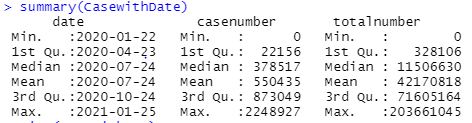 > summary(CasewithDate)
date casenumber totalnumber
Min. :2020-01-22 Min. : 0 Min. : 0
1st Qu.:2020-04-23 1st Qu.: 22156 1st Qu.: 328106
Median :2020-07-24 Median : 378517 Median : 11506630
Mean :2020-07-24 Mean : 550435 Mean : 42170818
3rd Qu.:2020-10-24 3rd Qu.: 873049 3rd Qu.: 71605164
Max. :2021-01-25 Max. :2248927 Max. :203661045